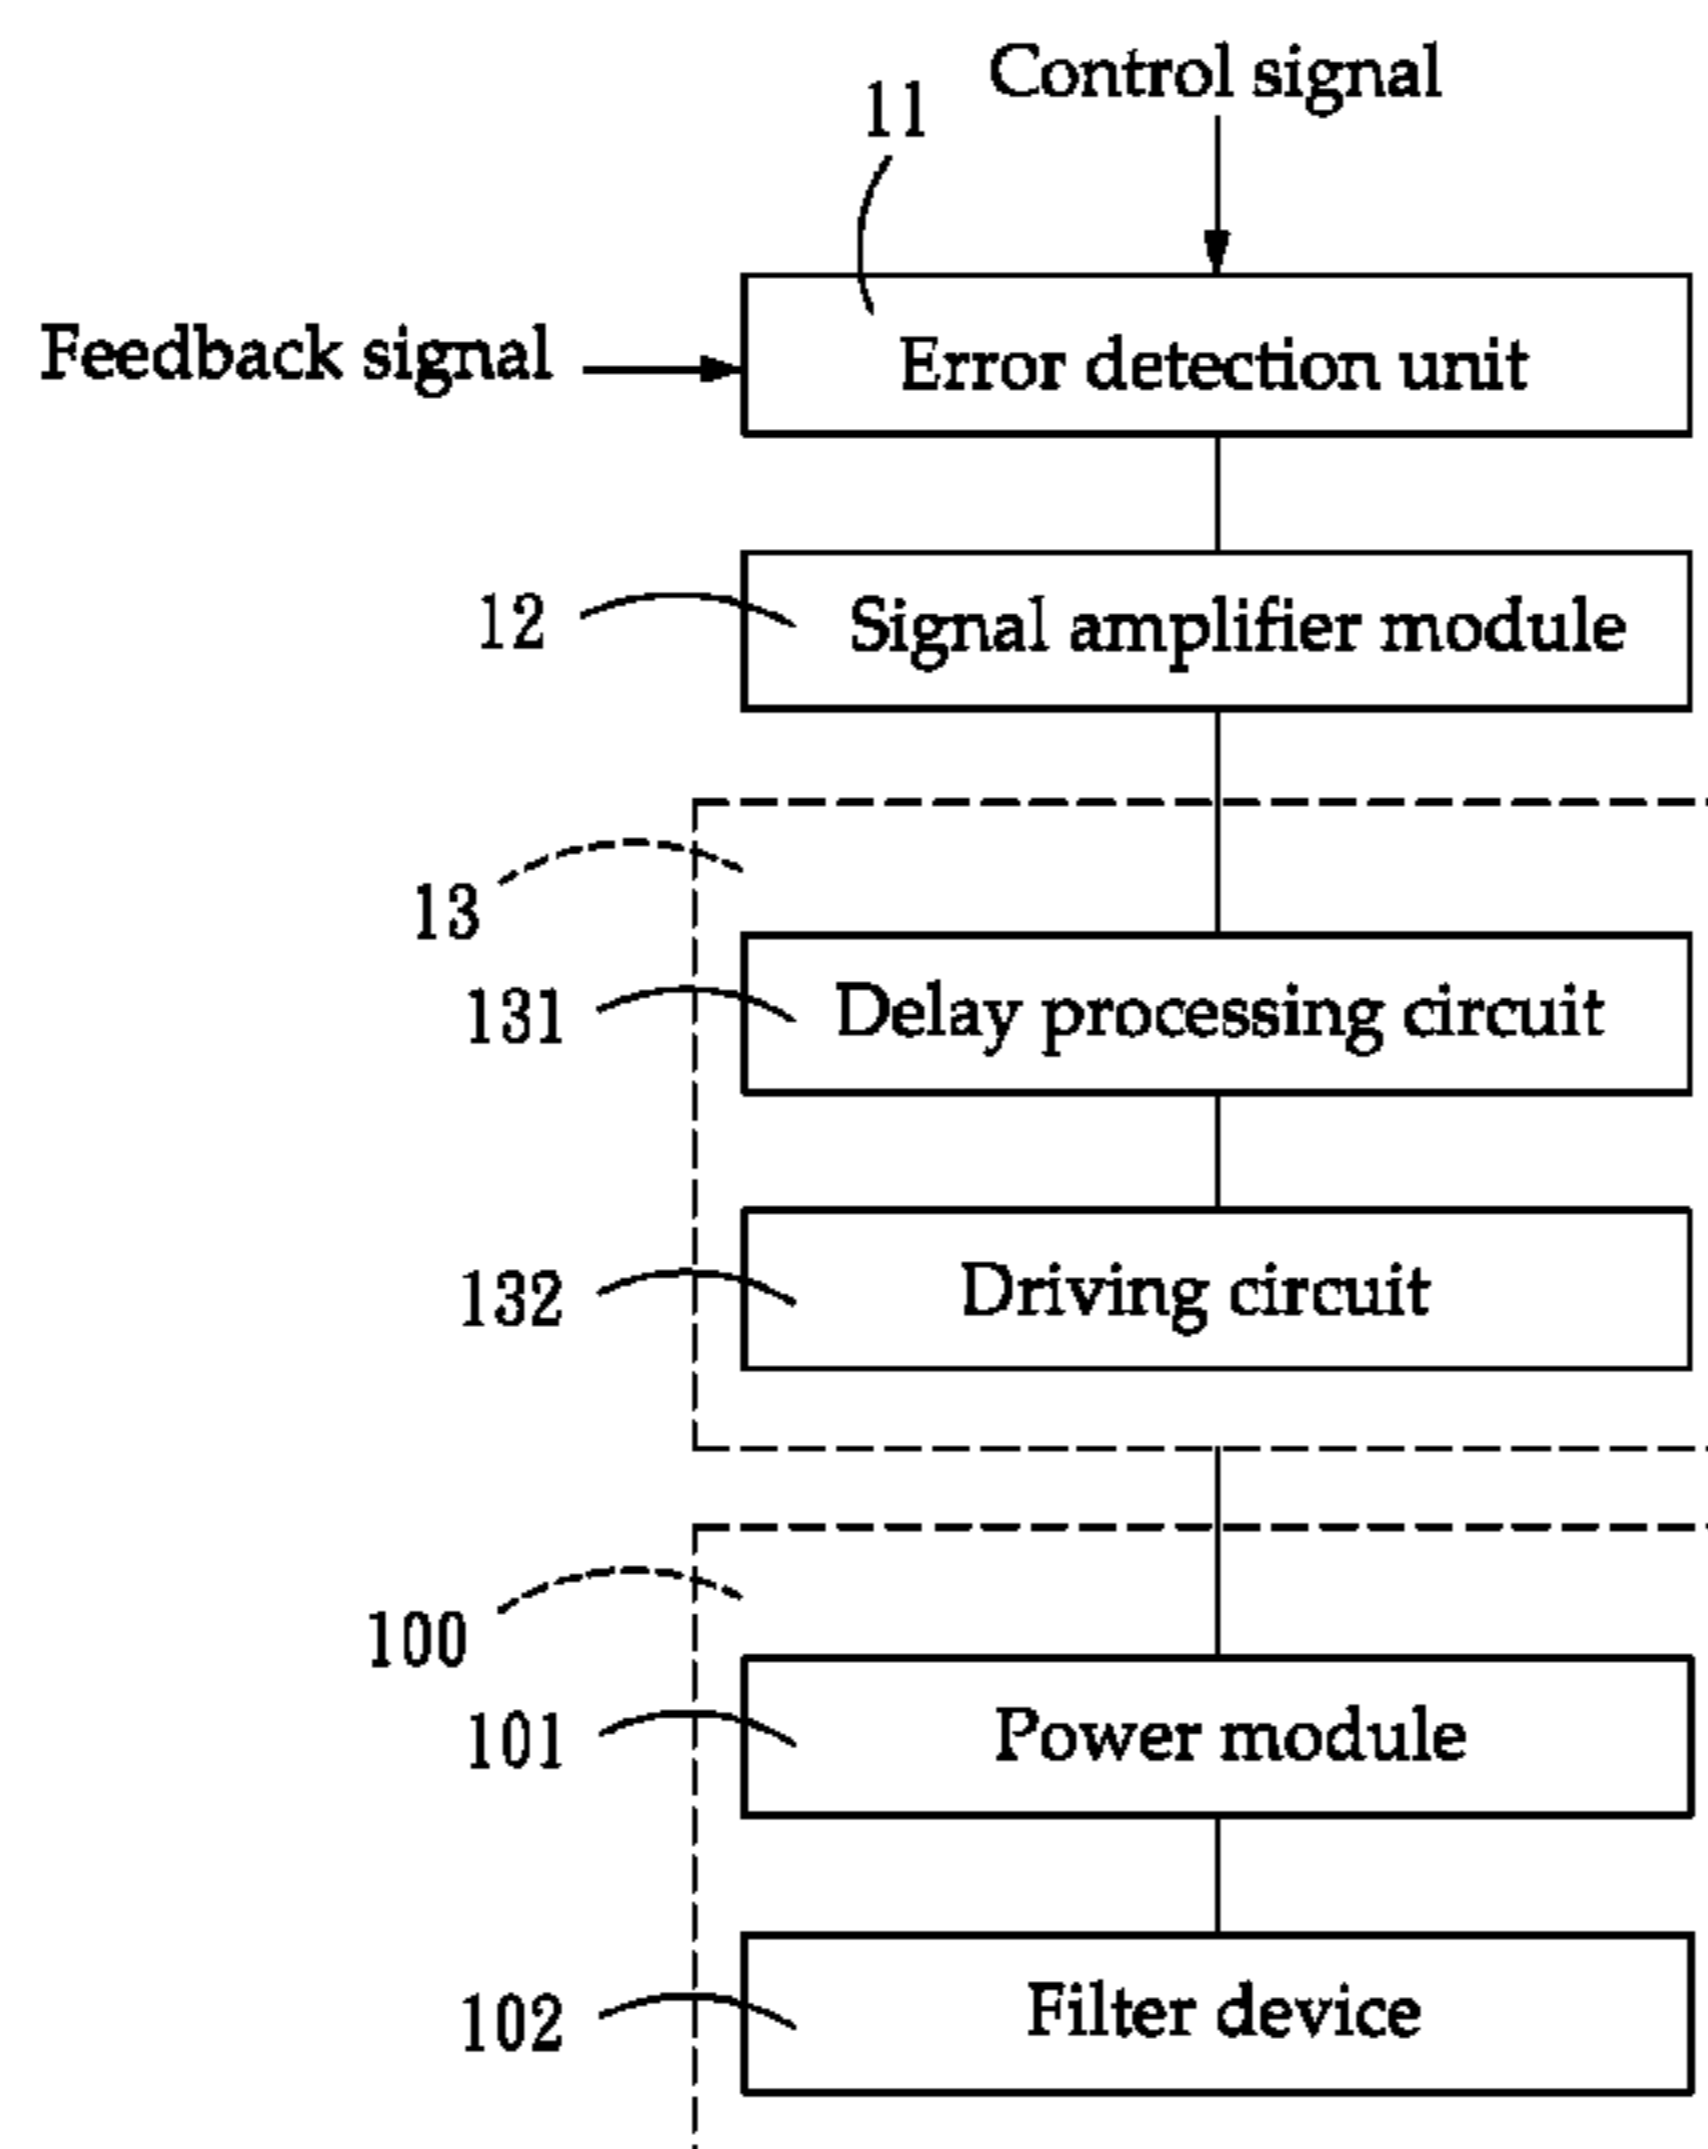 Control signal
11
Feedback signal
Error detection unit
12
Signal amplifier module
13
131
Delay processing circuit
132
Driving circuit
100
101
Power module
102
Filter device